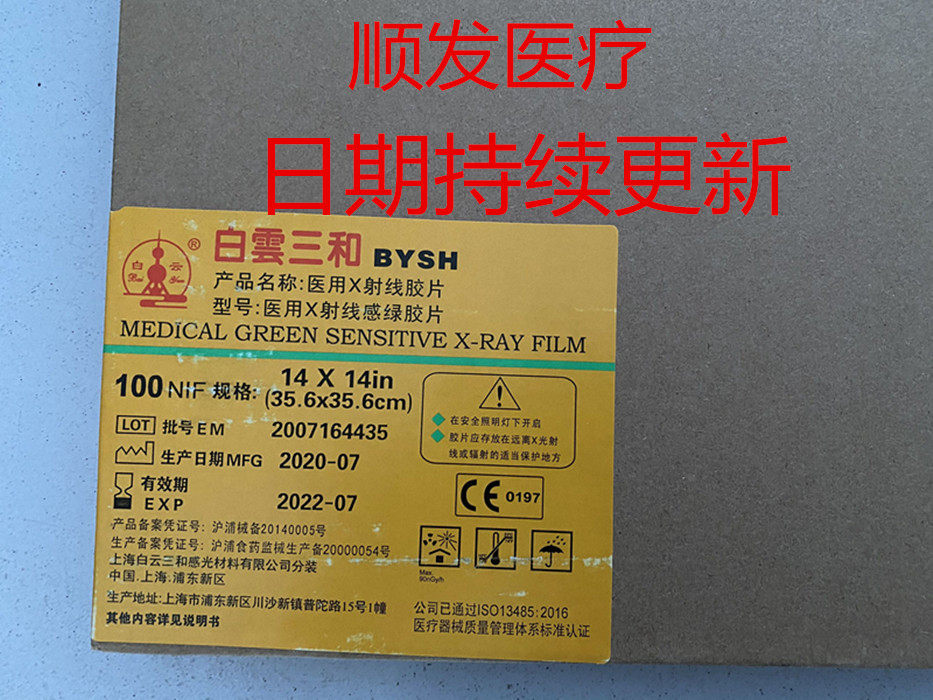 顺发医疗
日期持续更新
白雲三和 BYSH
白 云
产品名称:医用X射线胶片
型号:医用X射线感绿胶片
MEDICAL GREEN SENSITIVE X-RAY FILM
100 NIF 规格: 14 X 14in
(35.6x35.6cm)
在安全照明灯下开启
胶片应存放在远离X光射
线或辐射的适当保护地方
LOT 批号EM 2007164435
生产日期MFG 2020-07
有效期
EXP 2022-07
CE 0197
产品备案凭证号: 沪浦械备20140005号
生产备案凭证号: 沪浦食药监械生产备20000054号
上海白云三和感光材料有限公司分装
中国.上海.浦东新区
生产地址:上海市浦东新区川沙新镇普陀路15号1幢
其他内容详见说明书
Max.
90nGy/h
公司已通过ISO13485:2016
医疗器械质量管理体系标准认证